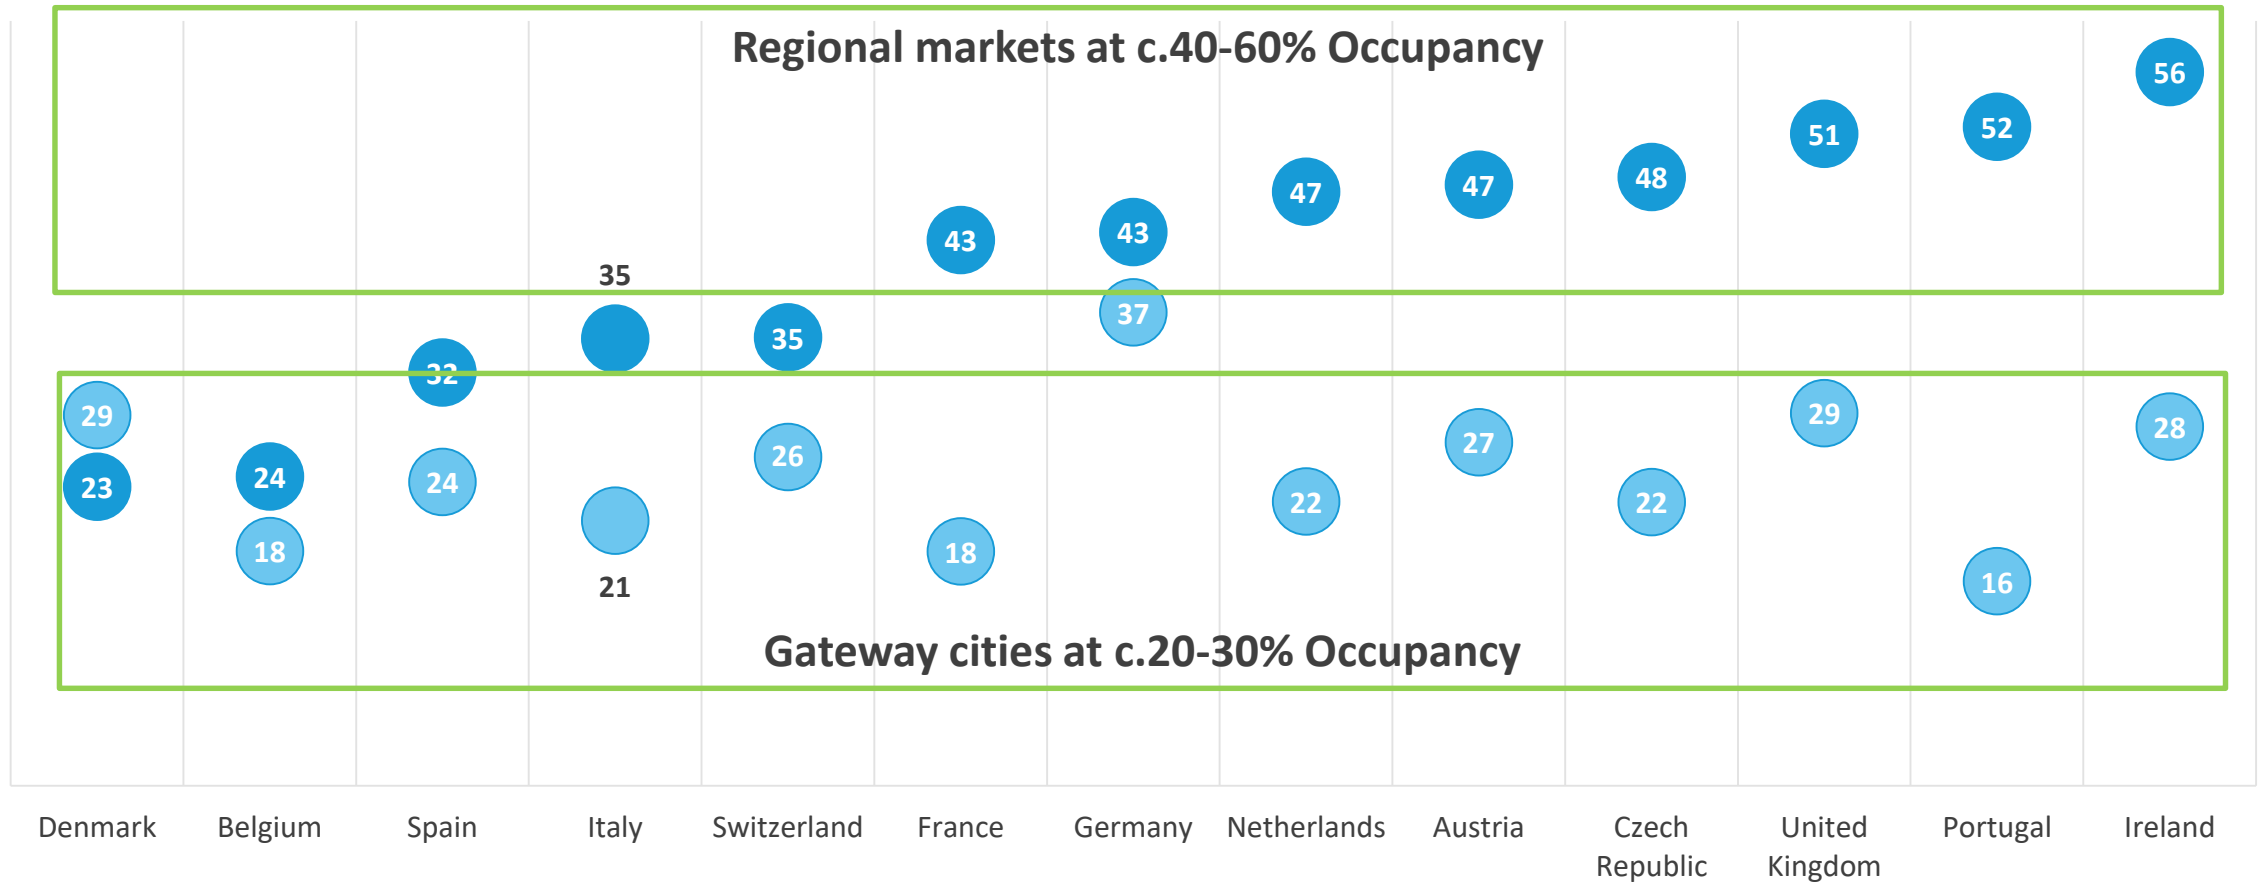 Regional markets at c.40-60% Occupancy
56
52
51
48
47
47
43
43
35
37
35
32
29
29
28
27
26
24
24
23
22
22
21
18
18
16
Gateway cities at c.20-30% Occupancy
Denmark
Belgium
Spain
Italy
Switzerland
France
Germany
Netherlands
Austria
Czech
Republic
United
Kingdom
Portugal
Ireland